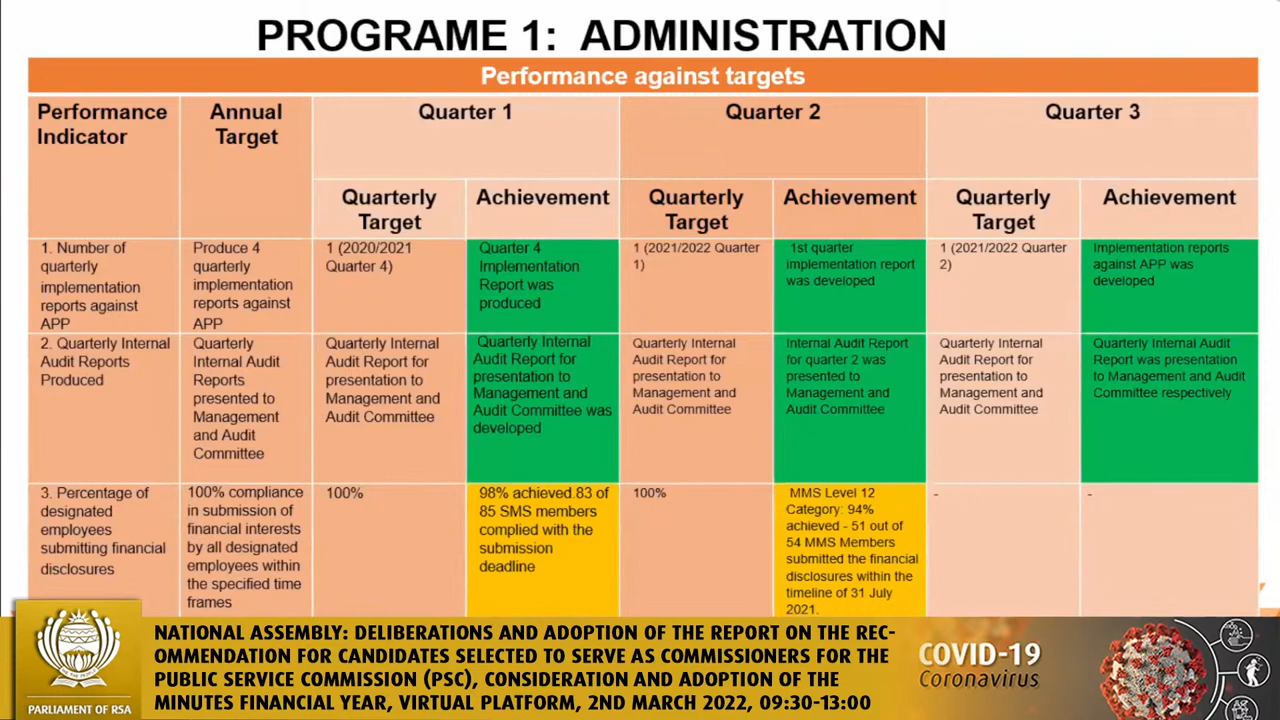 PROGRAME 1: ADMINISTRATION
Performance against targets
Performance
Indicator
Annual
Target
Quarter 1
Quarter 2
Quarter 3
Quarterly
Target
Achievement
Quarterly
Target
Achievement
Quarterly
Target
Achievement
1. Number of
quarterly
implementation
reports against
APP
Produce 4
quarterly
implementation
reports against
APP
1 (2020/2021
Quarter 4)
Quarter 4
Implementation
Report was
produced
1 (2021/2022 Quarter
1)
1st quarter
implementation report
was developed
1 (2021/2022 Quarter
2)
Implementation reports
against APP was
developed
2. Quarterly Internal
Audit Reports
Produced
Quarterly
Internal Audit
Reports
presented to
Management
and Audit
Committee
Quarterly Internal
Audit Report for
presentation to
Management and
Audit Committee
Quarterly Internal
Audit Report for
presentation to
Management and
Audit Committee was
developed
Quarterly Internal
Audit Report for
presentation to
Management and
Audit Committee
Internal Audit Report
for quarter 2 was
presented to
Management and
Audit Committee
Quarterly Internal
Audit Report for
presentation to
Management and
Audit Committee
Quarterly Internal Audit
Report was presentation
to Management and Audit
Committee respectively
3. Percentage of
designated
employees
submitting financial
disclosures
100% compliance
in submission of
financial interests
by all designated
employees within
the specified time
frames
100%
98% achieved.83 of
85 SMS members
complied with the
submission
deadline
100%
MMS Level 12
Category: 94%
achieved - 51 out of
54 MMS Members
submitted the financial
disclosures within the
timeline of 31 July
2021.
-
-
PARLIAMENT OF RSA
NATIONAL ASSEMBLY: DELIBERATIONS AND ADOPTION OF THE REPORT ON THE REC-
OMMENDATION FOR CANDIDATES SELECTED TO SERVE AS COMMISSIONERS FOR THE
PUBLIC SERVICE COMMISSION (PSC), CONSIDERATION AND ADOPTION OF THE
MINUTES FINANCIAL YEAR, VIRTUAL PLATFORM, 2ND MARCH 2022, 09:30-13:00
COVID-19
Coronavirus